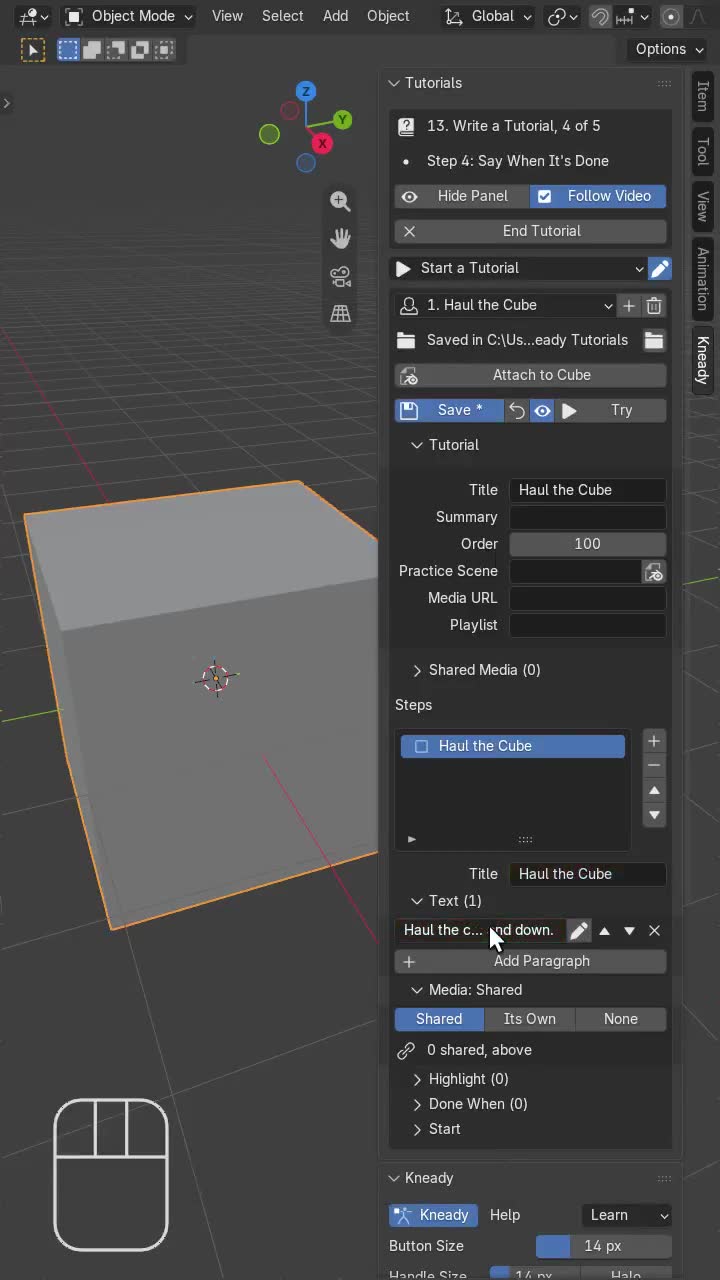 Object Mode View Select Add Object Global
Options
Z
Y
X
Item
Tool
View
Animation
Kneady
Tutorials
13. Write a Tutorial, 4 of 5
Step 4: Say When It's Done
Hide Panel Follow Video
End Tutorial
Start a Tutorial
1. Haul the Cube
Saved in C:\Us...eady Tutorials
Attach to Cube
Save * Try
Tutorial
Title Haul the Cube
Summary
Order 100
Practice Scene
Media URL
Playlist
Shared Media (0)
Steps
Haul the Cube
Title Haul the Cube
Text (1)
Haul the c... nd down.
Add Paragraph
Media: Shared
Shared Its Own None
0 shared, above
Highlight (0)
Done When (0)
Start
Kneady
Kneady Help Learn
Button Size 14 px
Handle Size 14 px Halo